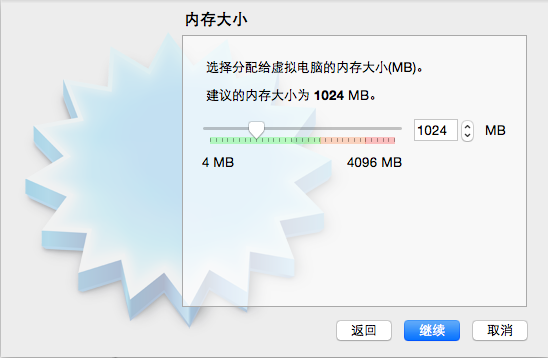 内存大小
选择分配给虚拟电脑的内存大小(MB)。
建议的内存大小为 1024 MB。
1024 MB
4 MB 4096 MB
返回 继续 取消